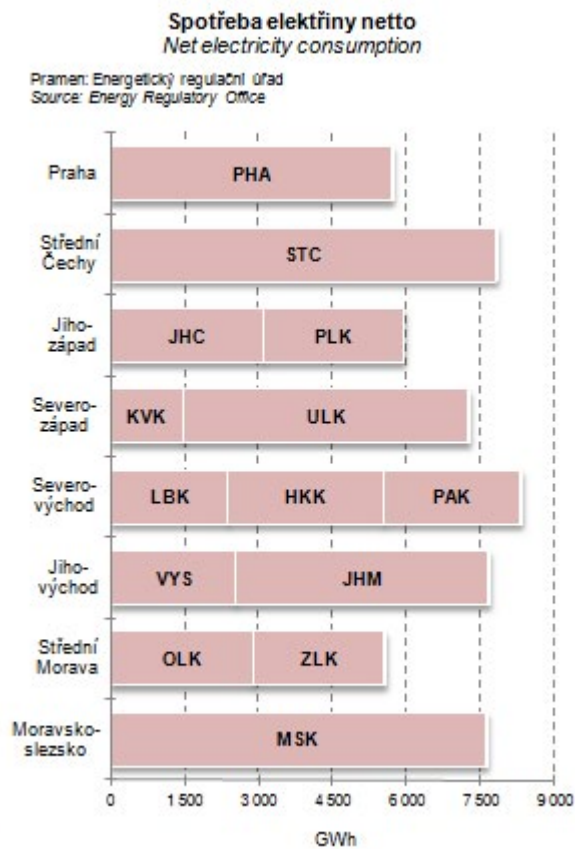 Spotřeba elektřiny netto
Net electricity consumption
Pramen: Energetický regulační úřad
Source: Energy Regulatory Office
Praha
PHA
Střední
Čechy
STC
Jiho-
západ
JHC PLK
Severo-
západ
KVK ULK
Severo-
východ
LBK HKK PAK
Jiho-
východ
VYS JHM
Střední
Morava
OLK ZLK
Moravsko-
slezsko
MSK
0 1 500 3 000 4 500 6 000 7 500 9 000
GWh